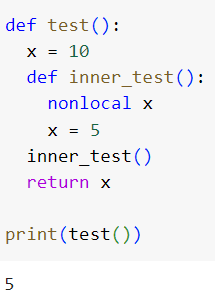 def test():
  x = 10
  def inner_test():
    nonlocal x
    x = 5
  inner_test()
  return x

print(test())
5